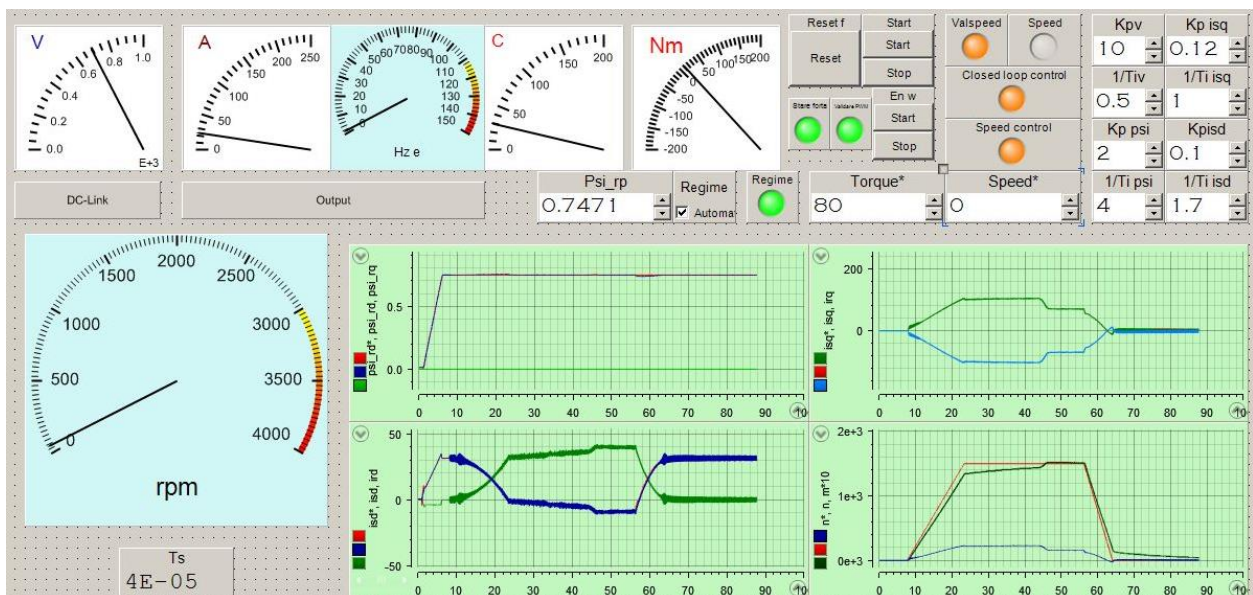 V
0.0
0.2
0.4
0.6
0.8
1.0
E+3
A
0
50
100
150
200
250
0
10
20
30
40
50
60
70
80
90
100
110
120
130
140
150
Hz e
C
0
50
100
150
200
Nm
-200
-150
-100
-50
0
50
100
150
200
Reset f
Reset
Start
Start
Stop
En w
Start
Stop
Stare forta
Validare PWM
Valspeed
Speed
Closed loop control
Speed control
Kpv
10
Kp isq
0.12
1/Tiv
0.5
1/Ti isq
1
Kp psi
2
Kpisd
0.1
1/Ti psi
4
1/Ti isd
1.7
DC-Link
Output
Psi_rp
0.7471
Regime
Automa
Regime
Torque*
80
Speed*
0
0
500
1000
1500
2000
2500
3000
3500
4000
rpm
Ts
4E-05
psi_rd*, psi_rd, psi_rq
0.5
0.0
0 10 20 30 40 50 60 70 80 90 10
isq*, isq, irq
200
0
0 10 20 30 40 50 60 70 80 90 10
isd*, isd, ird
50
0
-50
0 10 20 30 40 50 60 70 80 90 10
n*, n, m*10
2e+3
1e+3
0e+3
0 10 20 30 40 50 60 70 80 90 10